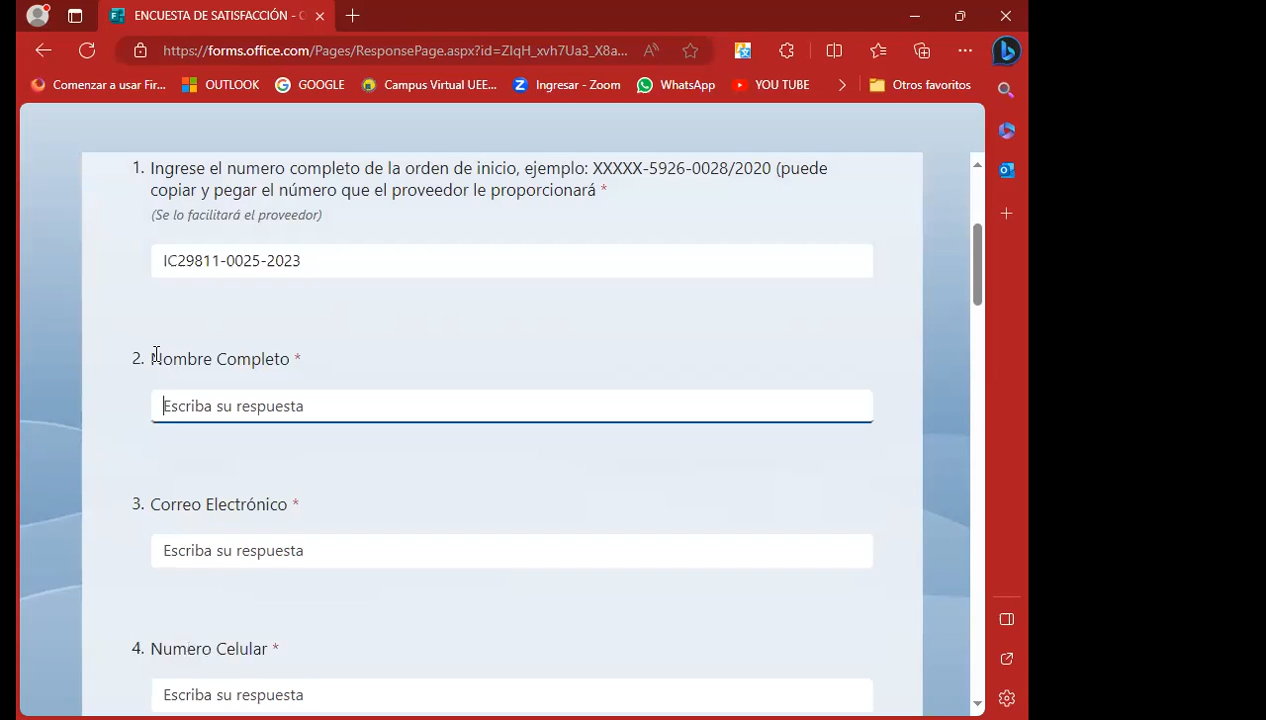 ENCUESTA DE SATISFACCIÓN -
https://forms.office.com/Pages/ResponsePage.aspx?id=ZIqH_xvh7Ua3_X8a...
Comenzar a usar Fir... OUTLOOK GOOGLE Campus Virtual UEE... Ingresar - Zoom WhatsApp YOU TUBE Otros favoritos
1. Ingrese el numero completo de la orden de inicio, ejemplo: XXXXX-5926-0028/2020 (puede
copiar y pegar el número que el proveedor le proporcionará *
(Se lo facilitará el proveedor)
IC29811-0025-2023
2. Nombre Completo *
Escriba su respuesta
3. Correo Electrónico *
Escriba su respuesta
4. Numero Celular *
Escriba su respuesta